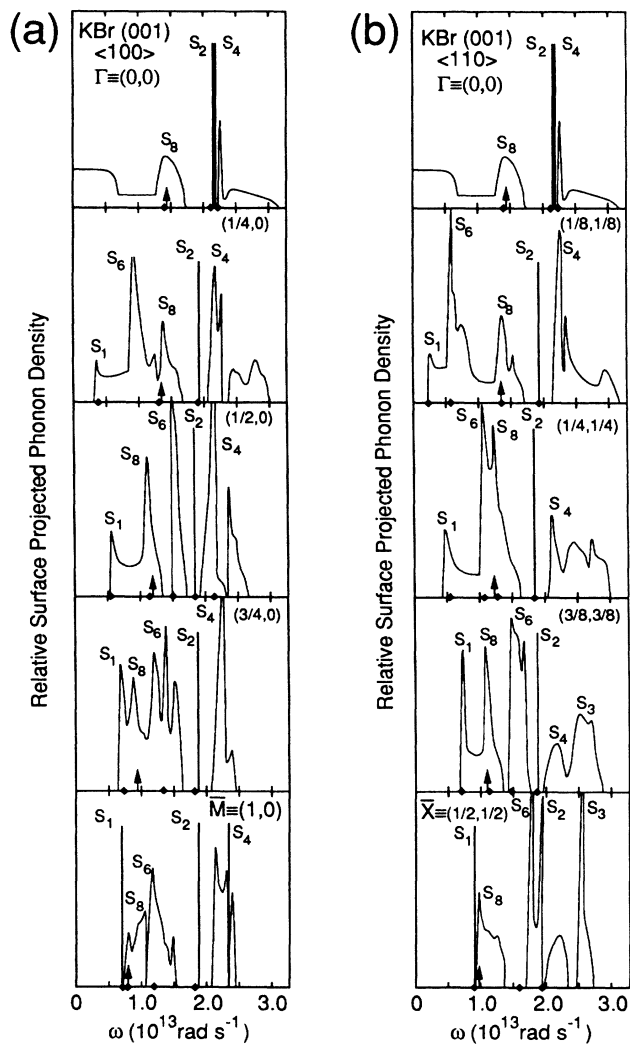 (a)
KBr (001)
<100>
Γ≡(0,0)
S2 S4
S8
(1/4,0)
S6 S2 S4
S8
S1
(1/2,0)
S6 S2
S8 S4
S1
(3/4,0)
S4
S6 S2
S1 S8
M̅≡(1,0)
S1 S2 S4
S6
S8
0 1.0 2.0 3.0
ω (10^13 rad s^-1)
Relative Surface Projected Phonon Density
(b)
KBr (001)
<110>
Γ≡(0,0)
S2 S4
S8
(1/8,1/8)
S6
S2 S4
S8
S1
(1/4,1/4)
S6 S8 S2
S4
S1
(3/8,3/8)
S6
S1 S8 S2
S3
S4
X̅≡(1/2,1/2)
S6 S2 S3
S1
S8
0 1.0 2.0 3.0
ω (10^13 rad s^-1)
Relative Surface Projected Phonon Density